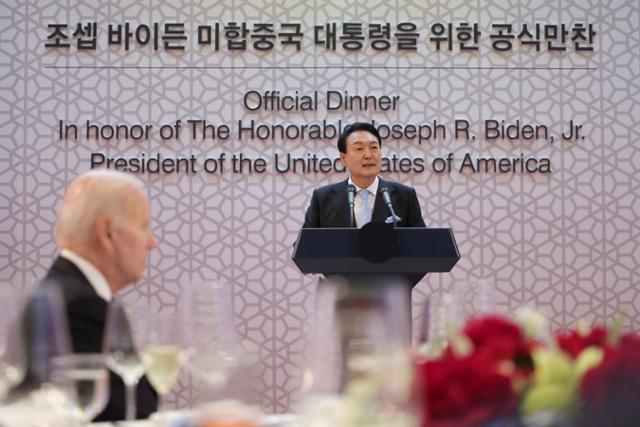 조셉 바이든 미합중국 대통령을 위한 공식만찬
Official Dinner
In honor of The Honorable Joseph R. Biden, Jr.
President of the United States of America